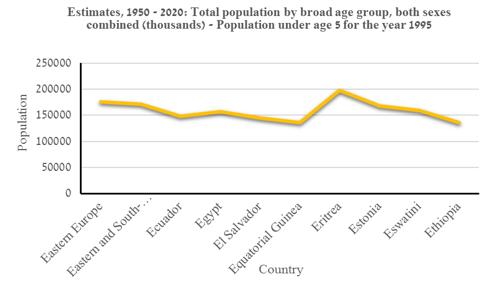 Estimates, 1950 - 2020: Total population by broad age group, both sexes
combined (thousands) - Population under age 5 for the year 1995
250000
200000
150000
100000
50000
0
Population
Eastern Europe
Eastern and South-…
Ecuador
Egypt
El Salvador
Equatorial Guinea
Eritrea
Estonia
Eswatini
Ethiopia
Country